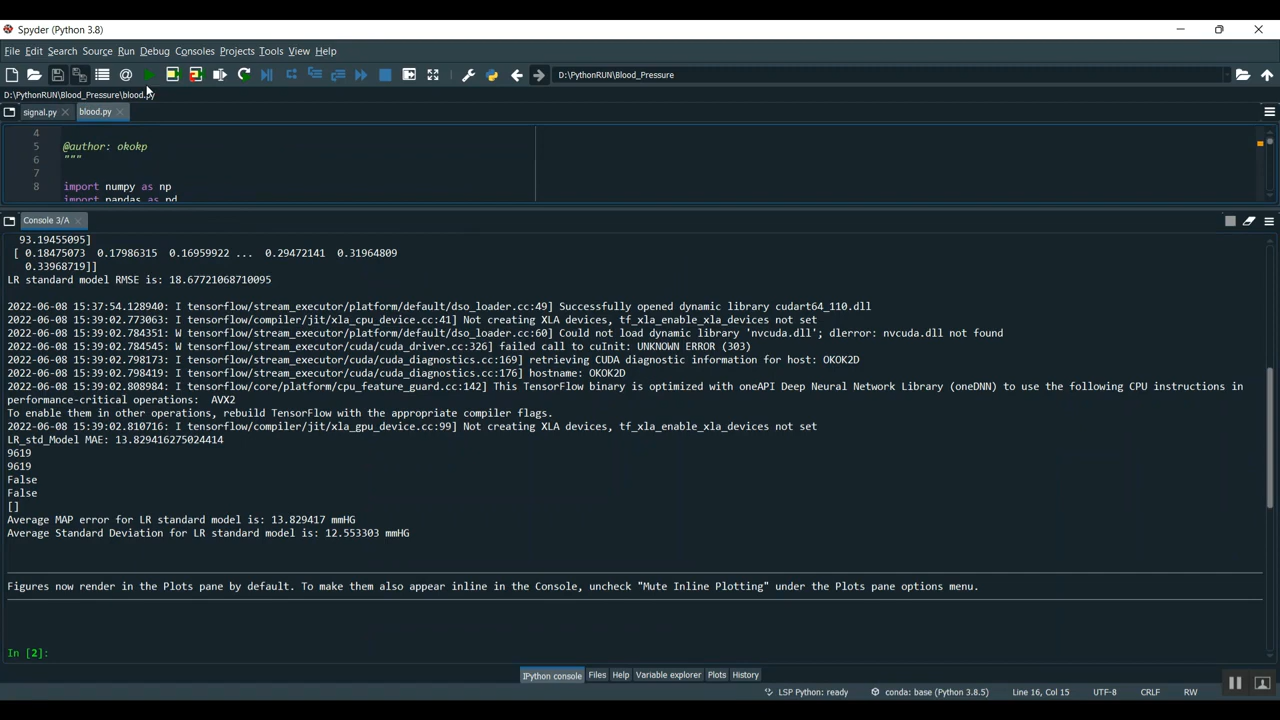 Spyder (Python 3.8)
File Edit Search Source Run Debug Consoles Projects Tools View Help
D:\PythonRUN\Blood_Pressure
D:\PythonRUN\Blood_Pressure\blood.py
signal.py
blood.py
4
5 @author: okokp
6 """
7
8 import numpy as np
import pandas as pd
Console 3/A
93.19455095]
[ 0.18475073 0.17986315 0.16959922 ... 0.29472141 0.31964809
0.33968719]]
LR standard model RMSE is: 18.67721068710095
2022-06-08 15:37:54.128940: I tensorflow/stream_executor/platform/default/dso_loader.cc:49] Successfully opened dynamic library cudart64_110.dll
2022-06-08 15:39:02.773063: I tensorflow/compiler/jit/xla_cpu_device.cc:41] Not creating XLA devices, tf_xla_enable_xla_devices not set
2022-06-08 15:39:02.784351: W tensorflow/stream_executor/platform/default/dso_loader.cc:60] Could not load dynamic library 'nvcuda.dll'; dlerror: nvcuda.dll not found
2022-06-08 15:39:02.784545: W tensorflow/stream_executor/cuda/cuda_driver.cc:326] failed call to cuInit: UNKNOWN ERROR (303)
2022-06-08 15:39:02.798173: I tensorflow/stream_executor/cuda/cuda_diagnostics.cc:169] retrieving CUDA diagnostic information for host: OKOK2D
2022-06-08 15:39:02.798419: I tensorflow/stream_executor/cuda/cuda_diagnostics.cc:176] hostname: OKOK2D
2022-06-08 15:39:02.808984: I tensorflow/core/platform/cpu_feature_guard.cc:142] This TensorFlow binary is optimized with oneAPI Deep Neural Network Library (oneDNN) to use the following CPU instructions in
performance-critical operations: AVX2
To enable them in other operations, rebuild TensorFlow with the appropriate compiler flags.
2022-06-08 15:39:02.810716: I tensorflow/compiler/jit/xla_gpu_device.cc:99] Not creating XLA devices, tf_xla_enable_xla_devices not set
LR_std_Model MAE: 13.829416275024414
9619
9619
False
False
[]
Average MAP error for LR standard model is: 13.829417 mmHG
Average Standard Deviation for LR standard model is: 12.553303 mmHG
Figures now render in the Plots pane by default. To make them also appear inline in the Console, uncheck "Mute Inline Plotting" under the Plots pane options menu.
In [2]:
IPython console Files Help Variable explorer Plots History
LSP Python: ready conda: base (Python 3.8.5) Line 16, Col 15 UTF-8 CRLF RW